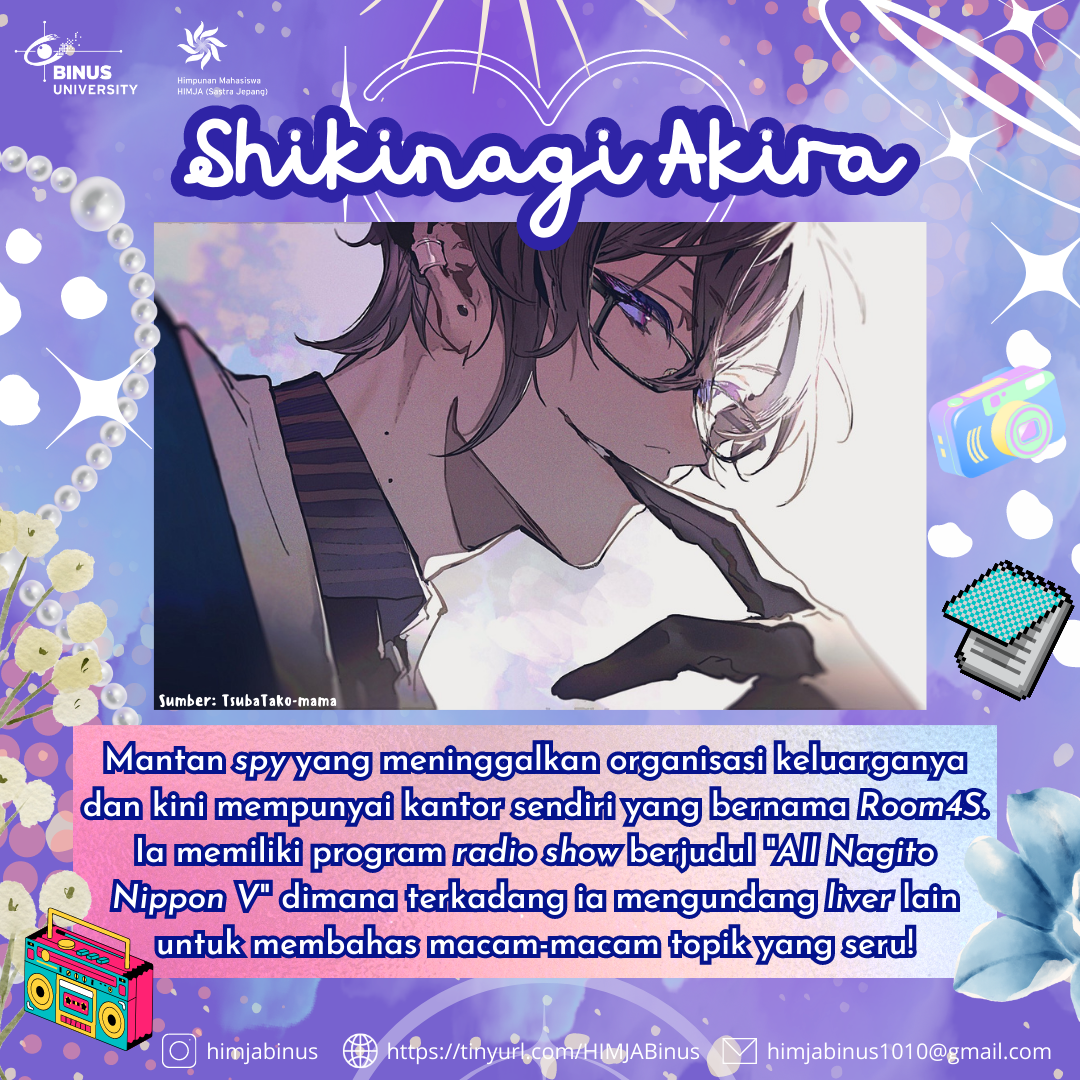 BINUS
UNIVERSITY
Himpunan Mahasiswa
HIMJA (Sastra Jepang)
Shikinagi Akira
Sumber: TsubaTako-mama
Mantan spy yang meninggalkan organisasi keluarganya
dan kini mempunyai kantor sendiri yang bernama Room4S.
Ia memiliki program radio show berjudul "All Nagito
Nippon V" dimana terkadang ia mengundang liver lain
untuk membahas macam-macam topik yang seru!
himjabinus
https://tinyurl.com/HIMJABinus
himjabinus1010@gmail.com